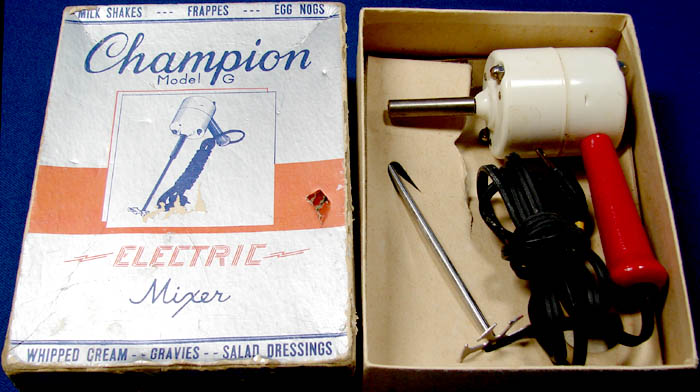 MILK SHAKES --- FRAPPES --- EGG NOGS
Champion
Model G
ELECTRIC
Mixer
WHIPPED CREAM -- GRAVIES -- SALAD DRESSINGS